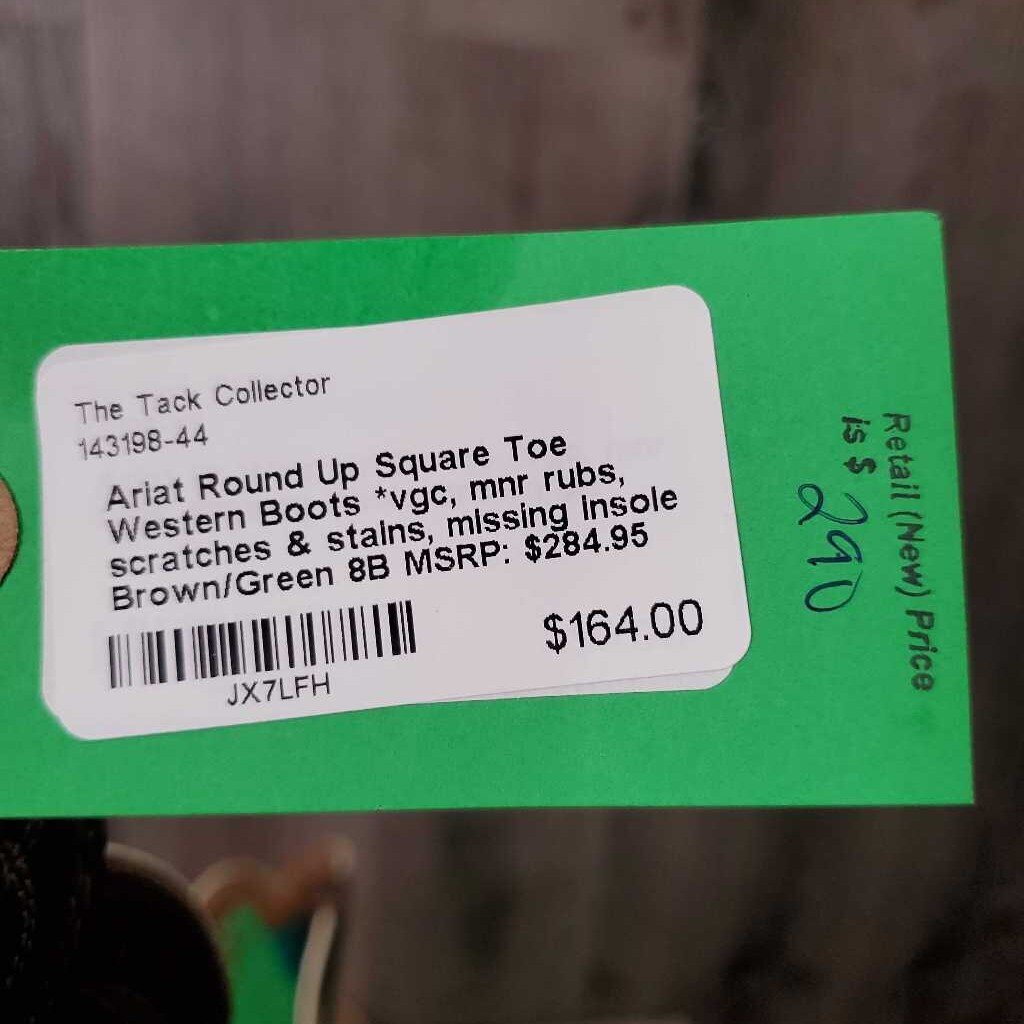 The Tack Collector
143198-44
Ariat Round Up Square Toe
Western Boots *vgc, mnr rubs,
scratches & stains, missing insole
Brown/Green 8B MSRP: $284.95
$164.00
JX7LFH
Retail (New) Price
is $ 290